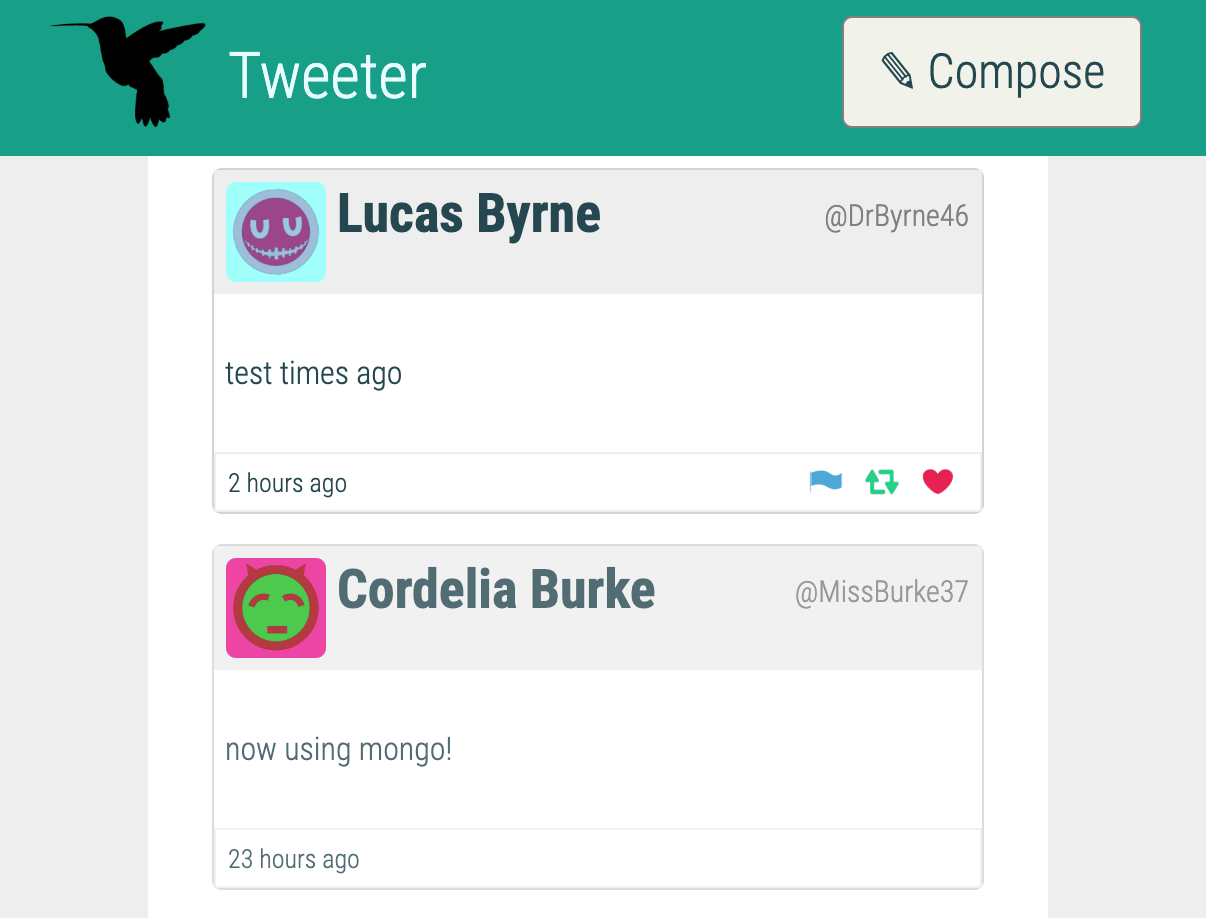 Tweeter
✎ Compose
Lucas Byrne
@DrByrne46
test times ago
2 hours ago
Cordelia Burke
@MissBurke37
now using mongo!
23 hours ago